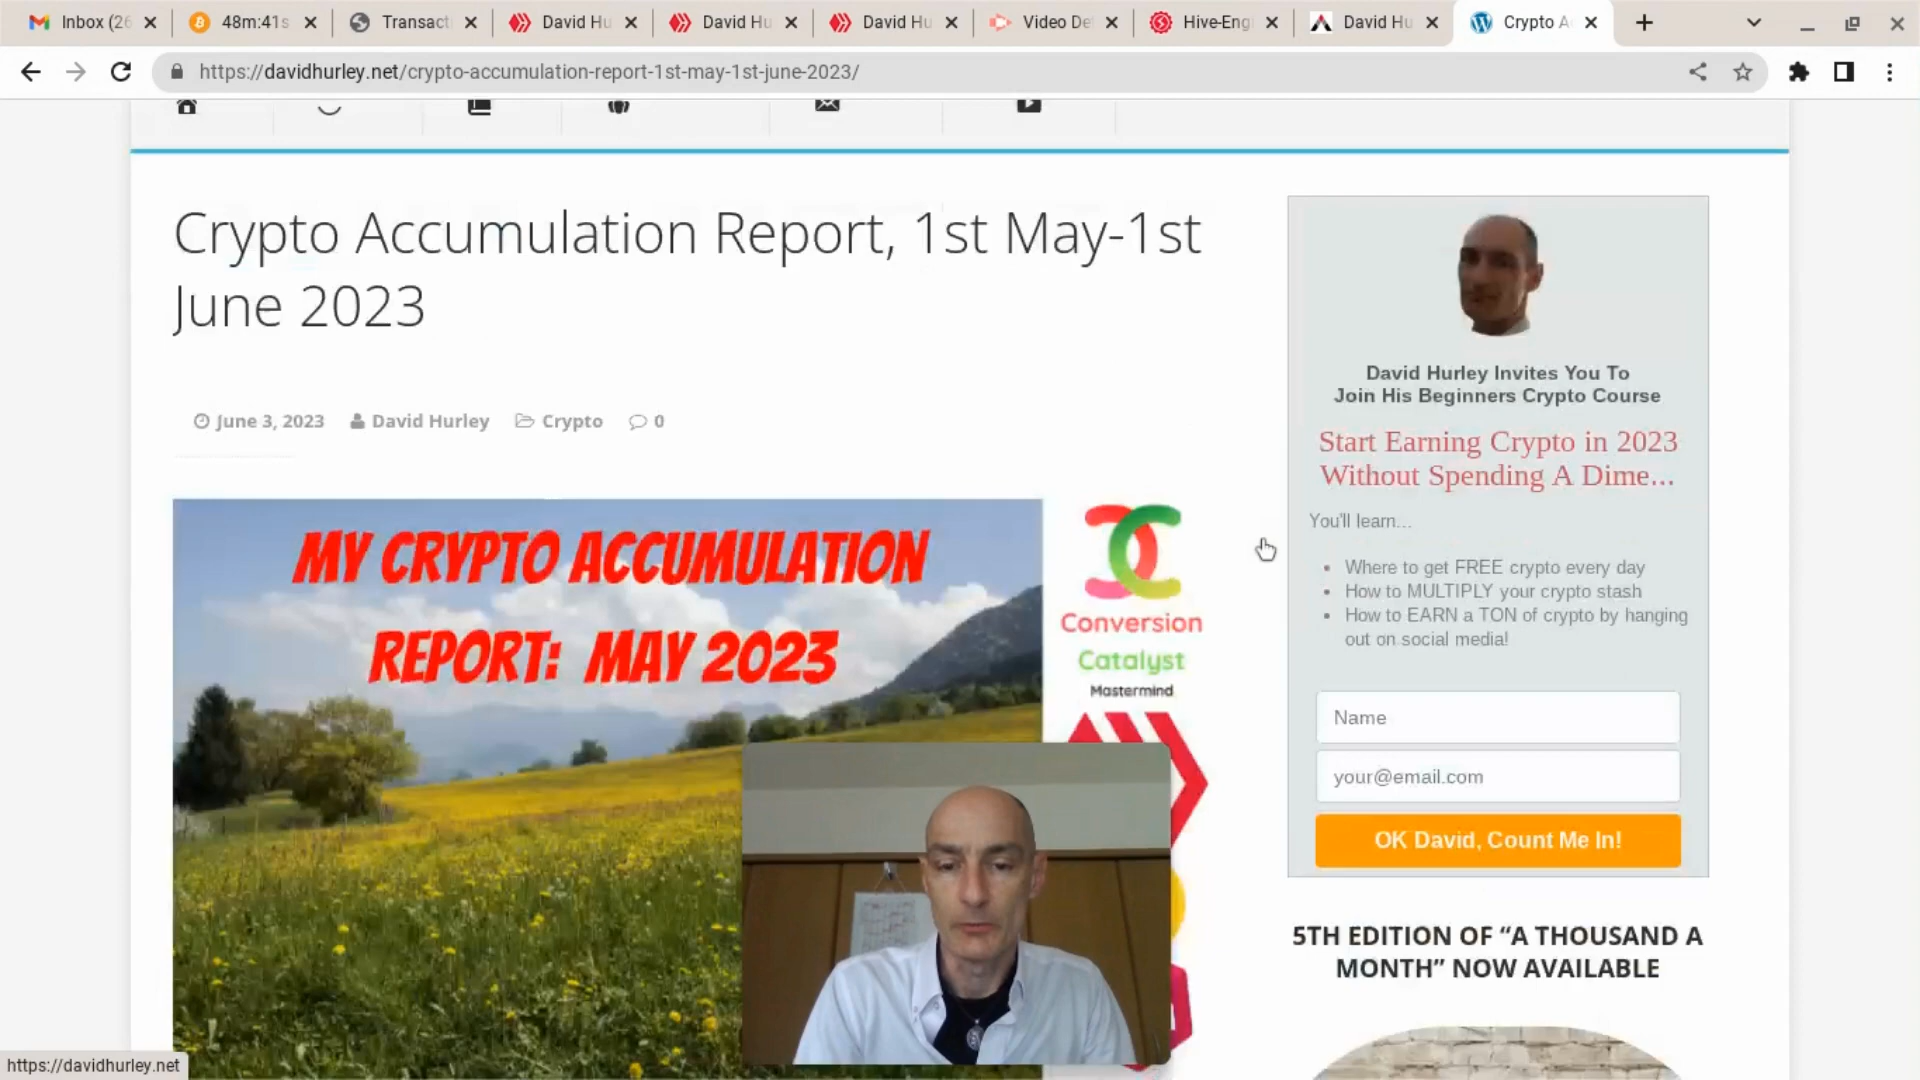 Inbox (26
48m:41s
Transact
David Hu
David Hu
David Hu
Video De
Hive-Eng
David Hu
Crypto A
https://davidhurley.net/crypto-accumulation-report-1st-may-1st-june-2023/
Crypto Accumulation Report, 1st May-1st
June 2023
June 3, 2023 David Hurley Crypto 0
MY CRYPTO ACCUMULATION
REPORT: MAY 2023
Conversion
Catalyst
Mastermind
David Hurley Invites You To
Join His Beginners Crypto Course
Start Earning Crypto in 2023
Without Spending A Dime...
You'll learn...
• Where to get FREE crypto every day
• How to MULTIPLY your crypto stash
• How to EARN a TON of crypto by hanging
out on social media!
Name
your@email.com
OK David, Count Me In!
5TH EDITION OF “A THOUSAND A
MONTH” NOW AVAILABLE
https://davidhurley.net